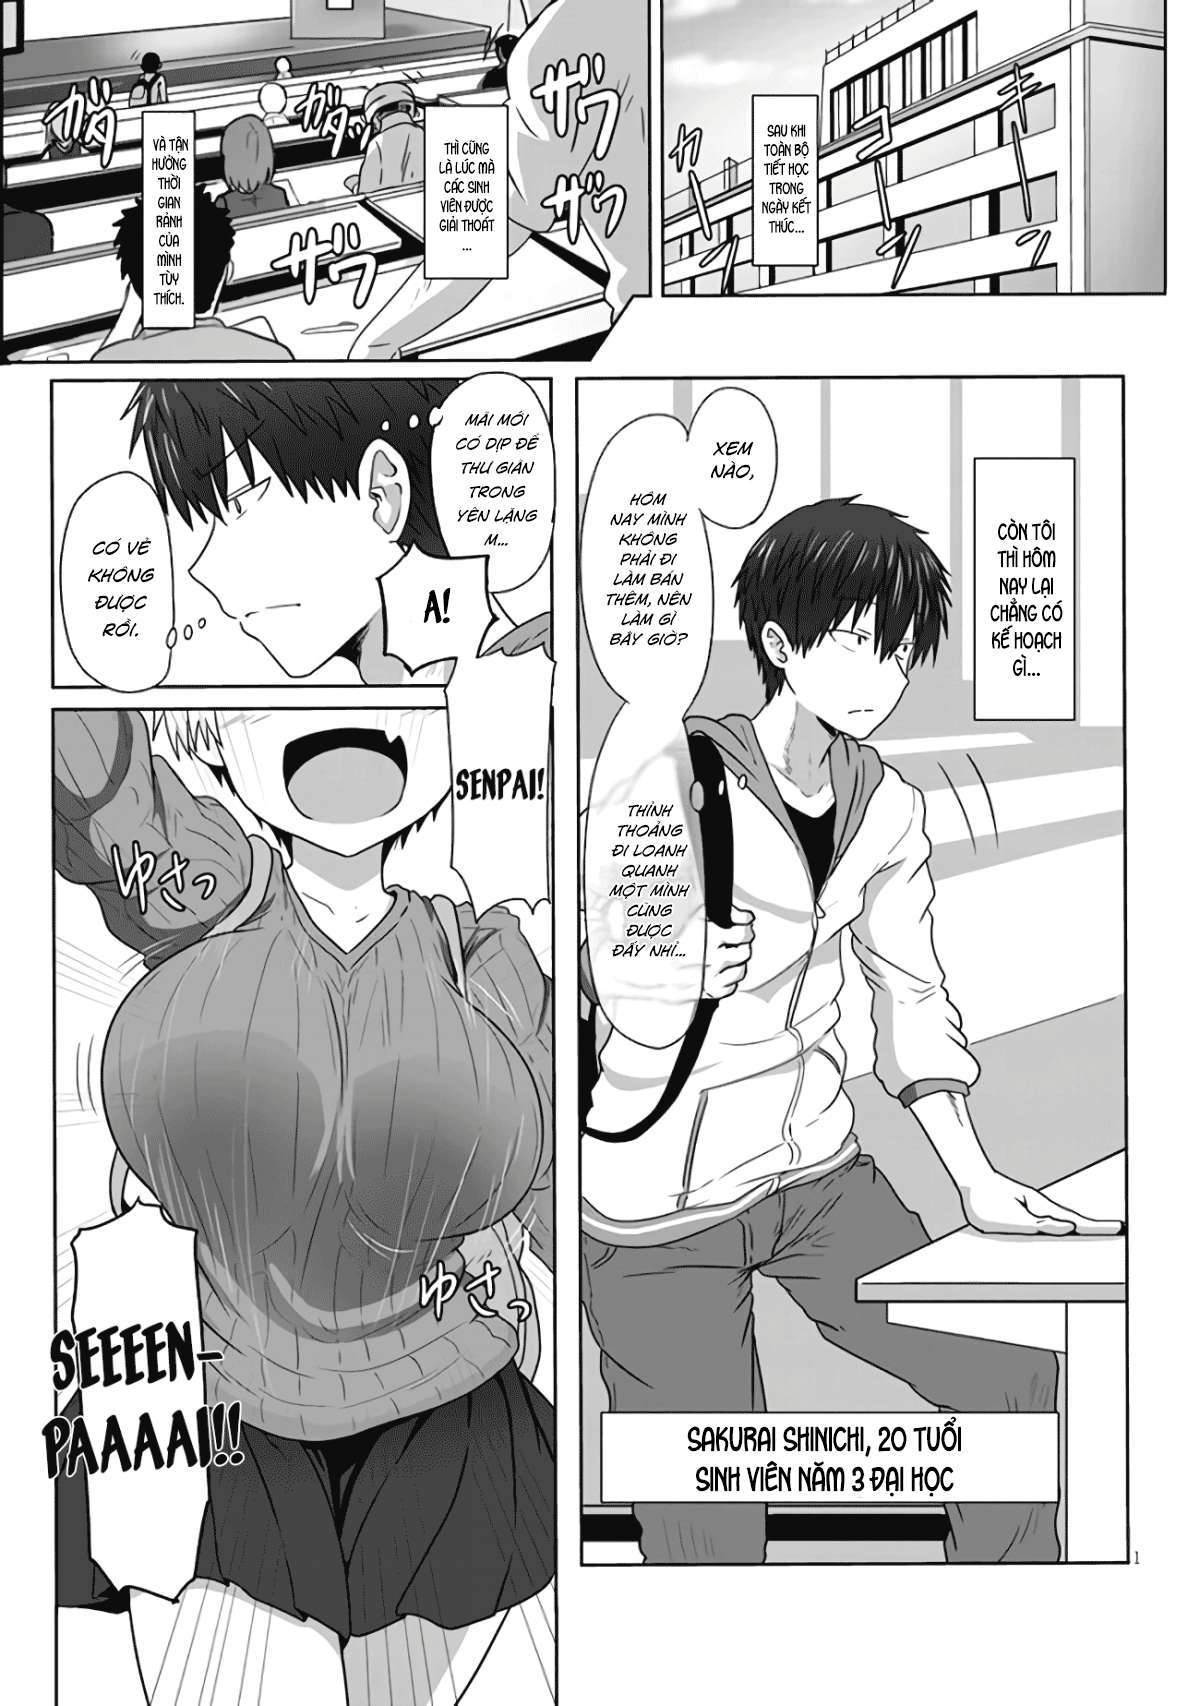 SAU KHI
TOÀN BỘ
TIẾT HỌC
TRONG
NGÀY KẾT
THÚC...
キーンコーンカ
THÌ CŨNG
LÀ LÚC MÀ
CÁC SINH
VIÊN ĐƯỢC
GIẢI THOÁT
...
VÀ TẬN
HƯỞNG
THỜI
GIAN
RẢNH
CỦA
MÌNH
TÙY
THÍCH.
ザワ
ザワ
ガタッ
ガタ
CÒN TÔI
THÌ HÔM
NAY LẠI
CHẲNG CÓ
KẾ HOẠCH
GÌ...
XEM
NÀO,
HÔM
NAY MÌNH
KHÔNG
PHẢI ĐI
LÀM BÁN
THÊM, NÊN
LÀM GÌ
BÂY GIỜ?
THỈNH
THOẢNG
ĐI LOANH
QUANH
MỘT MÌNH
CŨNG
ĐƯỢC
ĐẤY NHỈ...
SAKURAI SHINICHI, 20 TUỔI
SINH VIÊN NĂM 3 ĐẠI HỌC
MÃI MỚI
CÓ DỊP ĐỂ
THƯ GIÃN
TRONG
YÊN LẶNG
M...
A!
CÓ VẺ
KHÔNG
ĐƯỢC
RỒI.
SENPAI!
ゆさっ
ゆさっ
SEEEEN-
PAAAAI!!
1